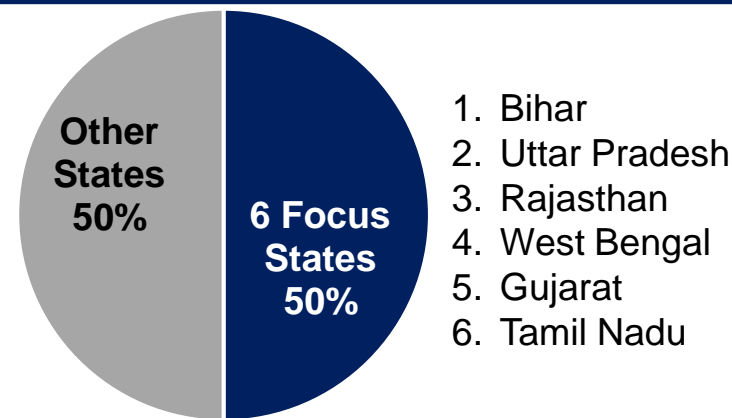 Other
States
50%
6 Focus
States
50%
1. Bihar
2. Uttar Pradesh
3. Rajasthan
4. West Bengal
5. Gujarat
6. Tamil Nadu